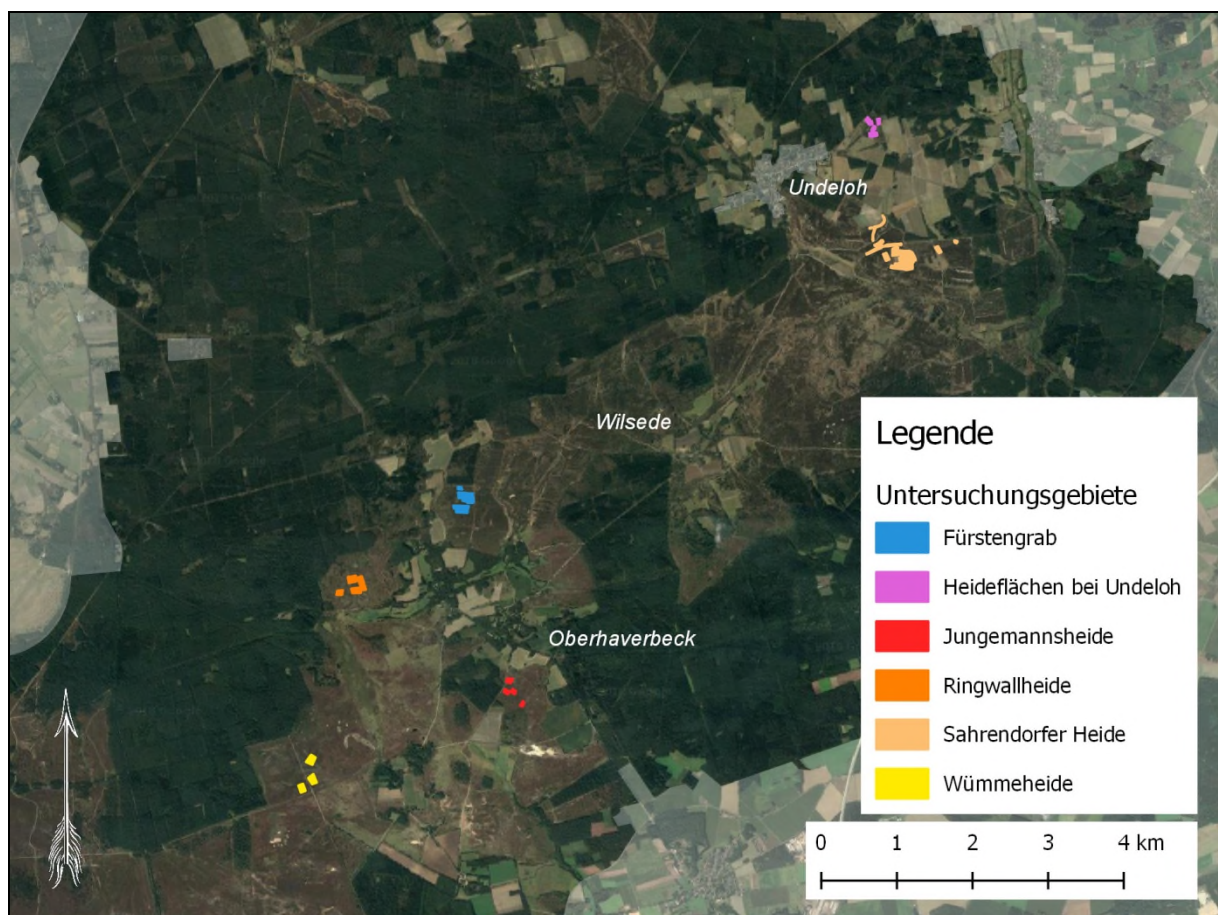 Undeloh
Wilsede
Oberhaverbeck
Legende
Untersuchungsgebiete
Fürstengrab
Heideflächen bei Undeloh
Jungemannsheide
Ringwallheide
Sahrendorfer Heide
Wümmeheide
0 1 2 3 4 km